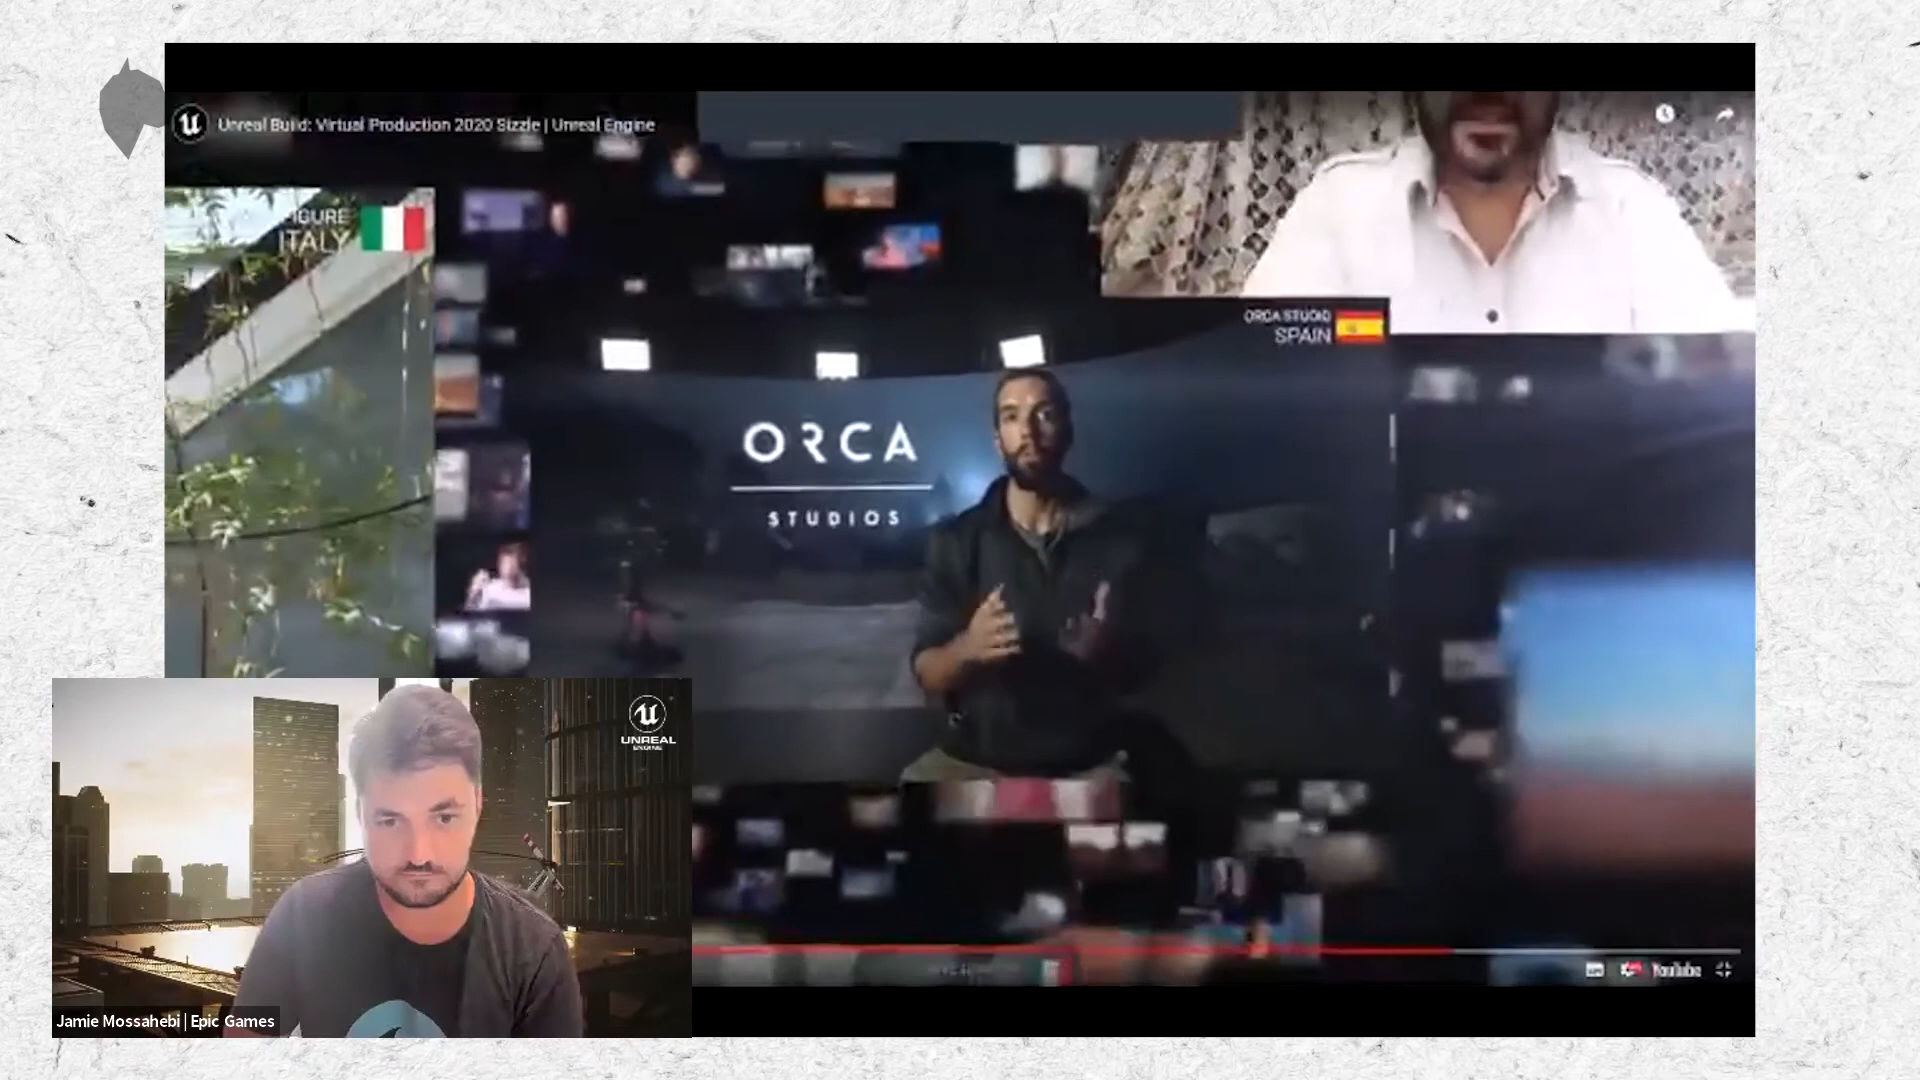 Unreal Build: Virtual Production 2020 Sizzle | Unreal Engine
FIGURE
ITALY
ORCA STUDIO
SPAIN
ORCA
STUDIOS
UNREAL
ENGINE
Jamie Mossahebi | Epic Games
YouTube